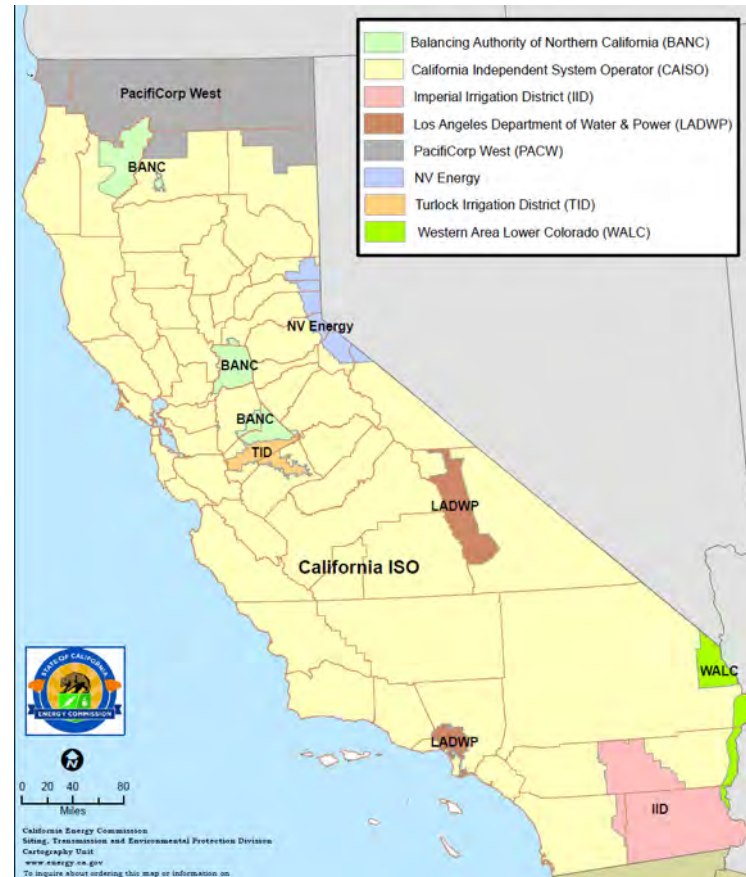 Balancing Authority of Northern California (BANC)
California Independent System Operator (CAISO)
Imperial Irrigation District (IID)
Los Angeles Department of Water & Power (LADWP)
PacifiCorp West (PACW)
NV Energy
Turlock Irrigation District (TID)
Western Area Lower Colorado (WALC)
PacifiCorp West
BANC
NV Energy
BANC
BANC
TID
LADWP
California ISO
WALC
LADWP
IID
STATE OF CALIFORNIA
ENERGY COMMISSION
N
0 20 40 80
Miles
California Energy Commission
Siting, Transmission and Environmental Protection Division
Cartography Unit
www.energy.ca.gov
To inquire about ordering this map or information on